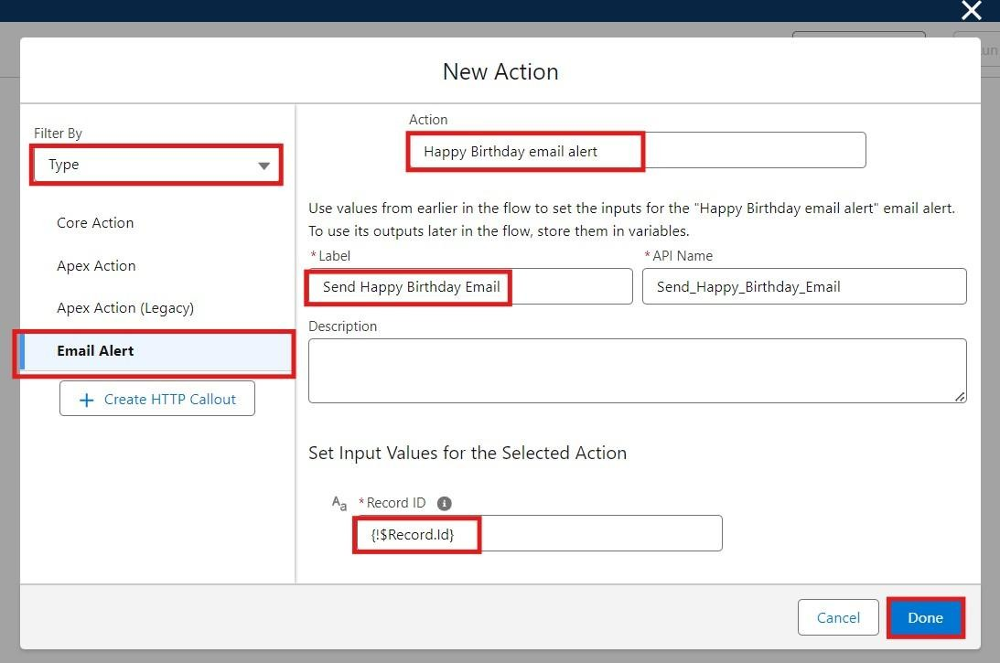 New Action
Filter By
Type
Core Action
Apex Action
Apex Action (Legacy)
Email Alert
Create HTTP Callout
Action
Happy Birthday email alert
Use values from earlier in the flow to set the inputs for the "Happy Birthday email alert" email alert.
To use its outputs later in the flow, store them in variables.
*Label
*API Name
Send Happy Birthday Email
Send_Happy_Birthday_Email
Description
Set Input Values for the Selected Action
Aa *Record ID
{!$Record.Id}
Cancel
Done